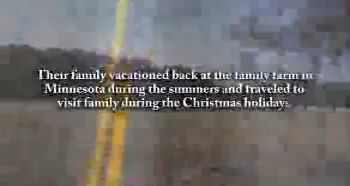 Their family vacationed back at the family farm in
Minnesota during the summers and traveled to
visit family during the Christmas holidays.